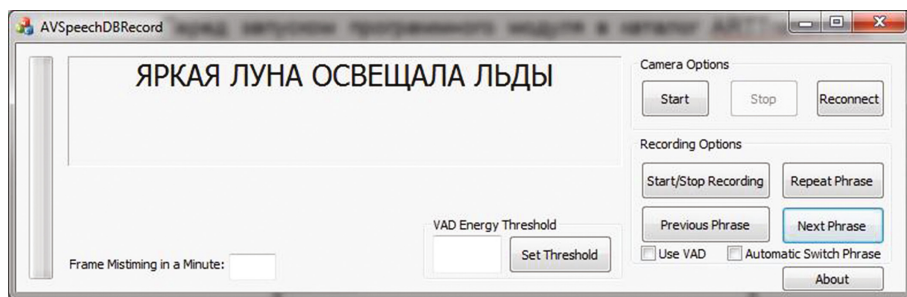 AVSpeechDBRecord
ЯРКАЯ ЛУНА ОСВЕЩАЛА ЛЬДЫ
Camera Options
Start Stop Reconnect
Recording Options
Start/Stop Recording Repeat Phrase
Previous Phrase Next Phrase
Use VAD Automatic Switch Phrase
VAD Energy Threshold
Set Threshold
Frame Mistiming in a Minute:
About